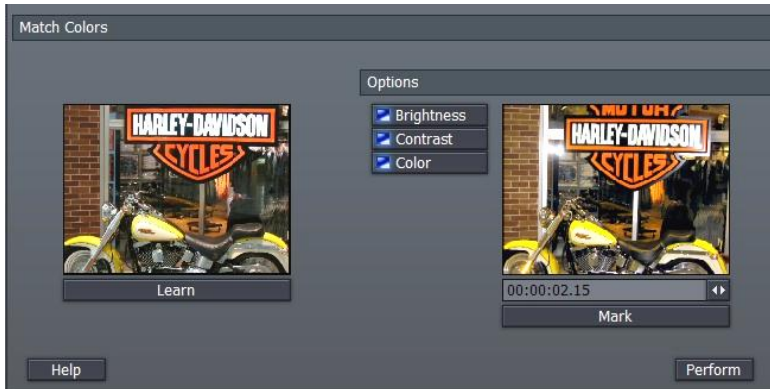 Match Colors
Options
HARLEY-DAVIDSON
CYCLES
Learn
Brightness
Contrast
Color
MOTOR
HARLEY-DAVIDSON
CYCLES
00:00:02.15
Mark
Help
Perform